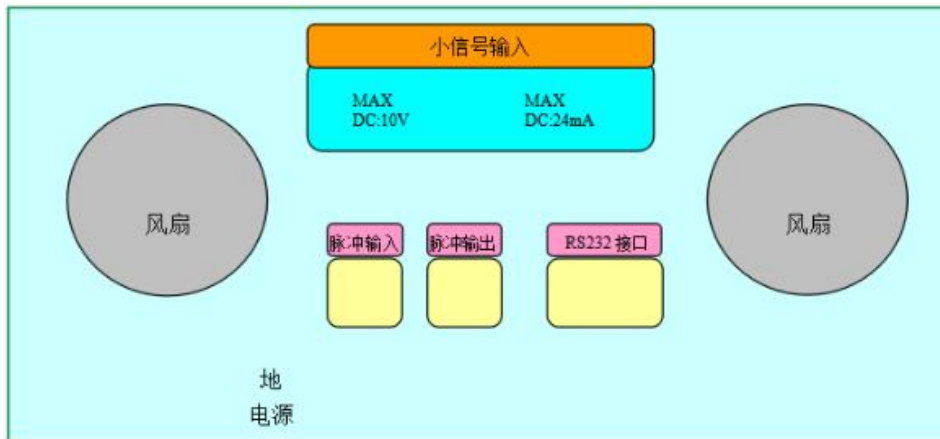 小信号输入
MAX
DC:10V
MAX
DC:24mA
风扇
风扇
脉冲输入
脉冲输出
RS232 接口
地
电源